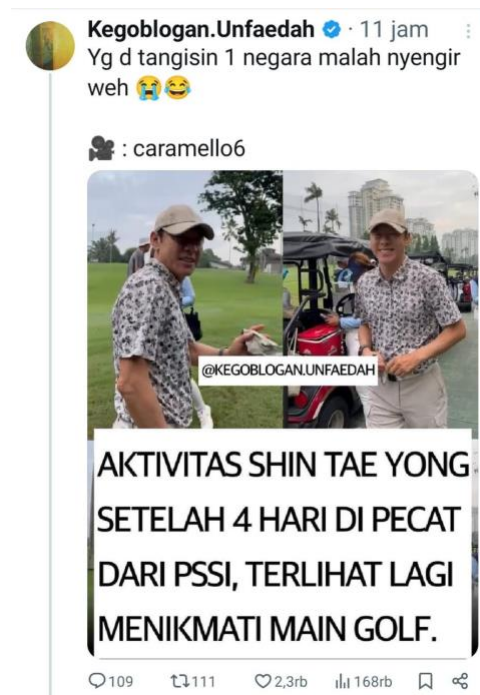 Kegoblogan.Unfaedah · 11 jam
Yg d tangisin 1 negara malah nyengir
weh 😭😂
🎥 : caramello6
@KEGOBLOGAN.UNFAEDAH
AKTIVITAS SHIN TAE YONG
SETELAH 4 HARI DI PECAT
DARI PSSI, TERLIHAT LAGI
MENIKMATI MAIN GOLF.
109 111 2,3rb 168rb